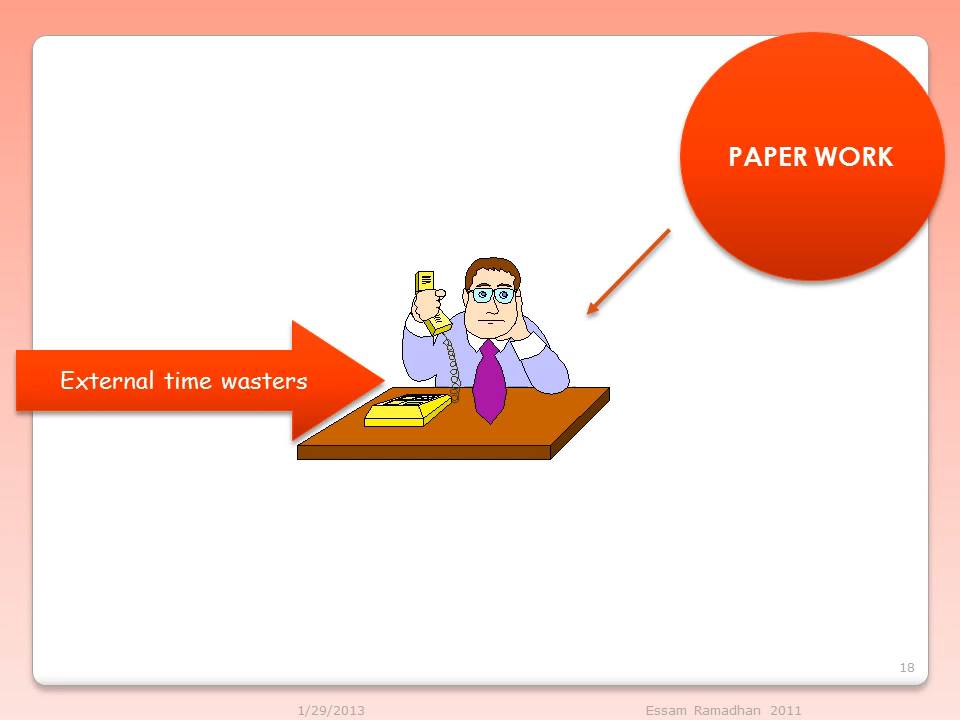 PAPER WORK
External time wasters
18
1/29/2013
Essam Ramadhan 2011